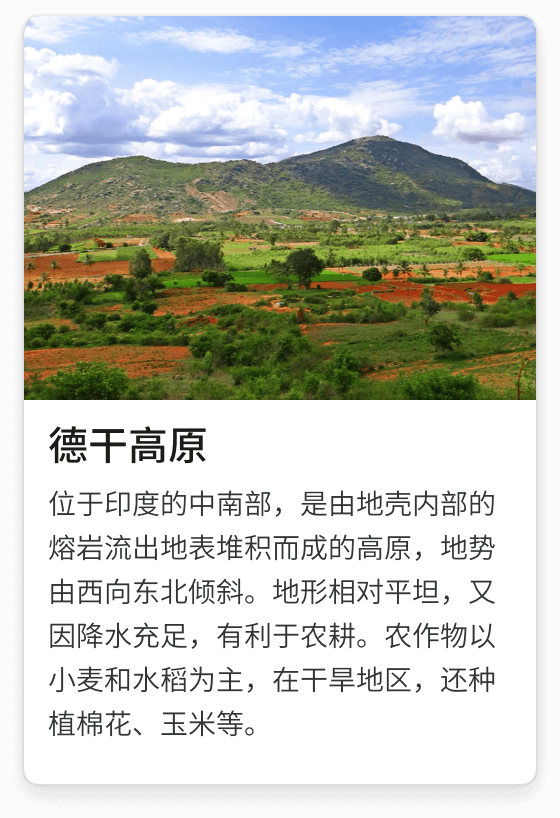 德干高原
位于印度的中南部，是由地壳内部的
熔岩流出地表堆积而成的高原，地势
由西向东北倾斜。地形相对平坦，又
因降水充足，有利于农耕。农作物以
小麦和水稻为主，在干旱地区，还种
植棉花、玉米等。